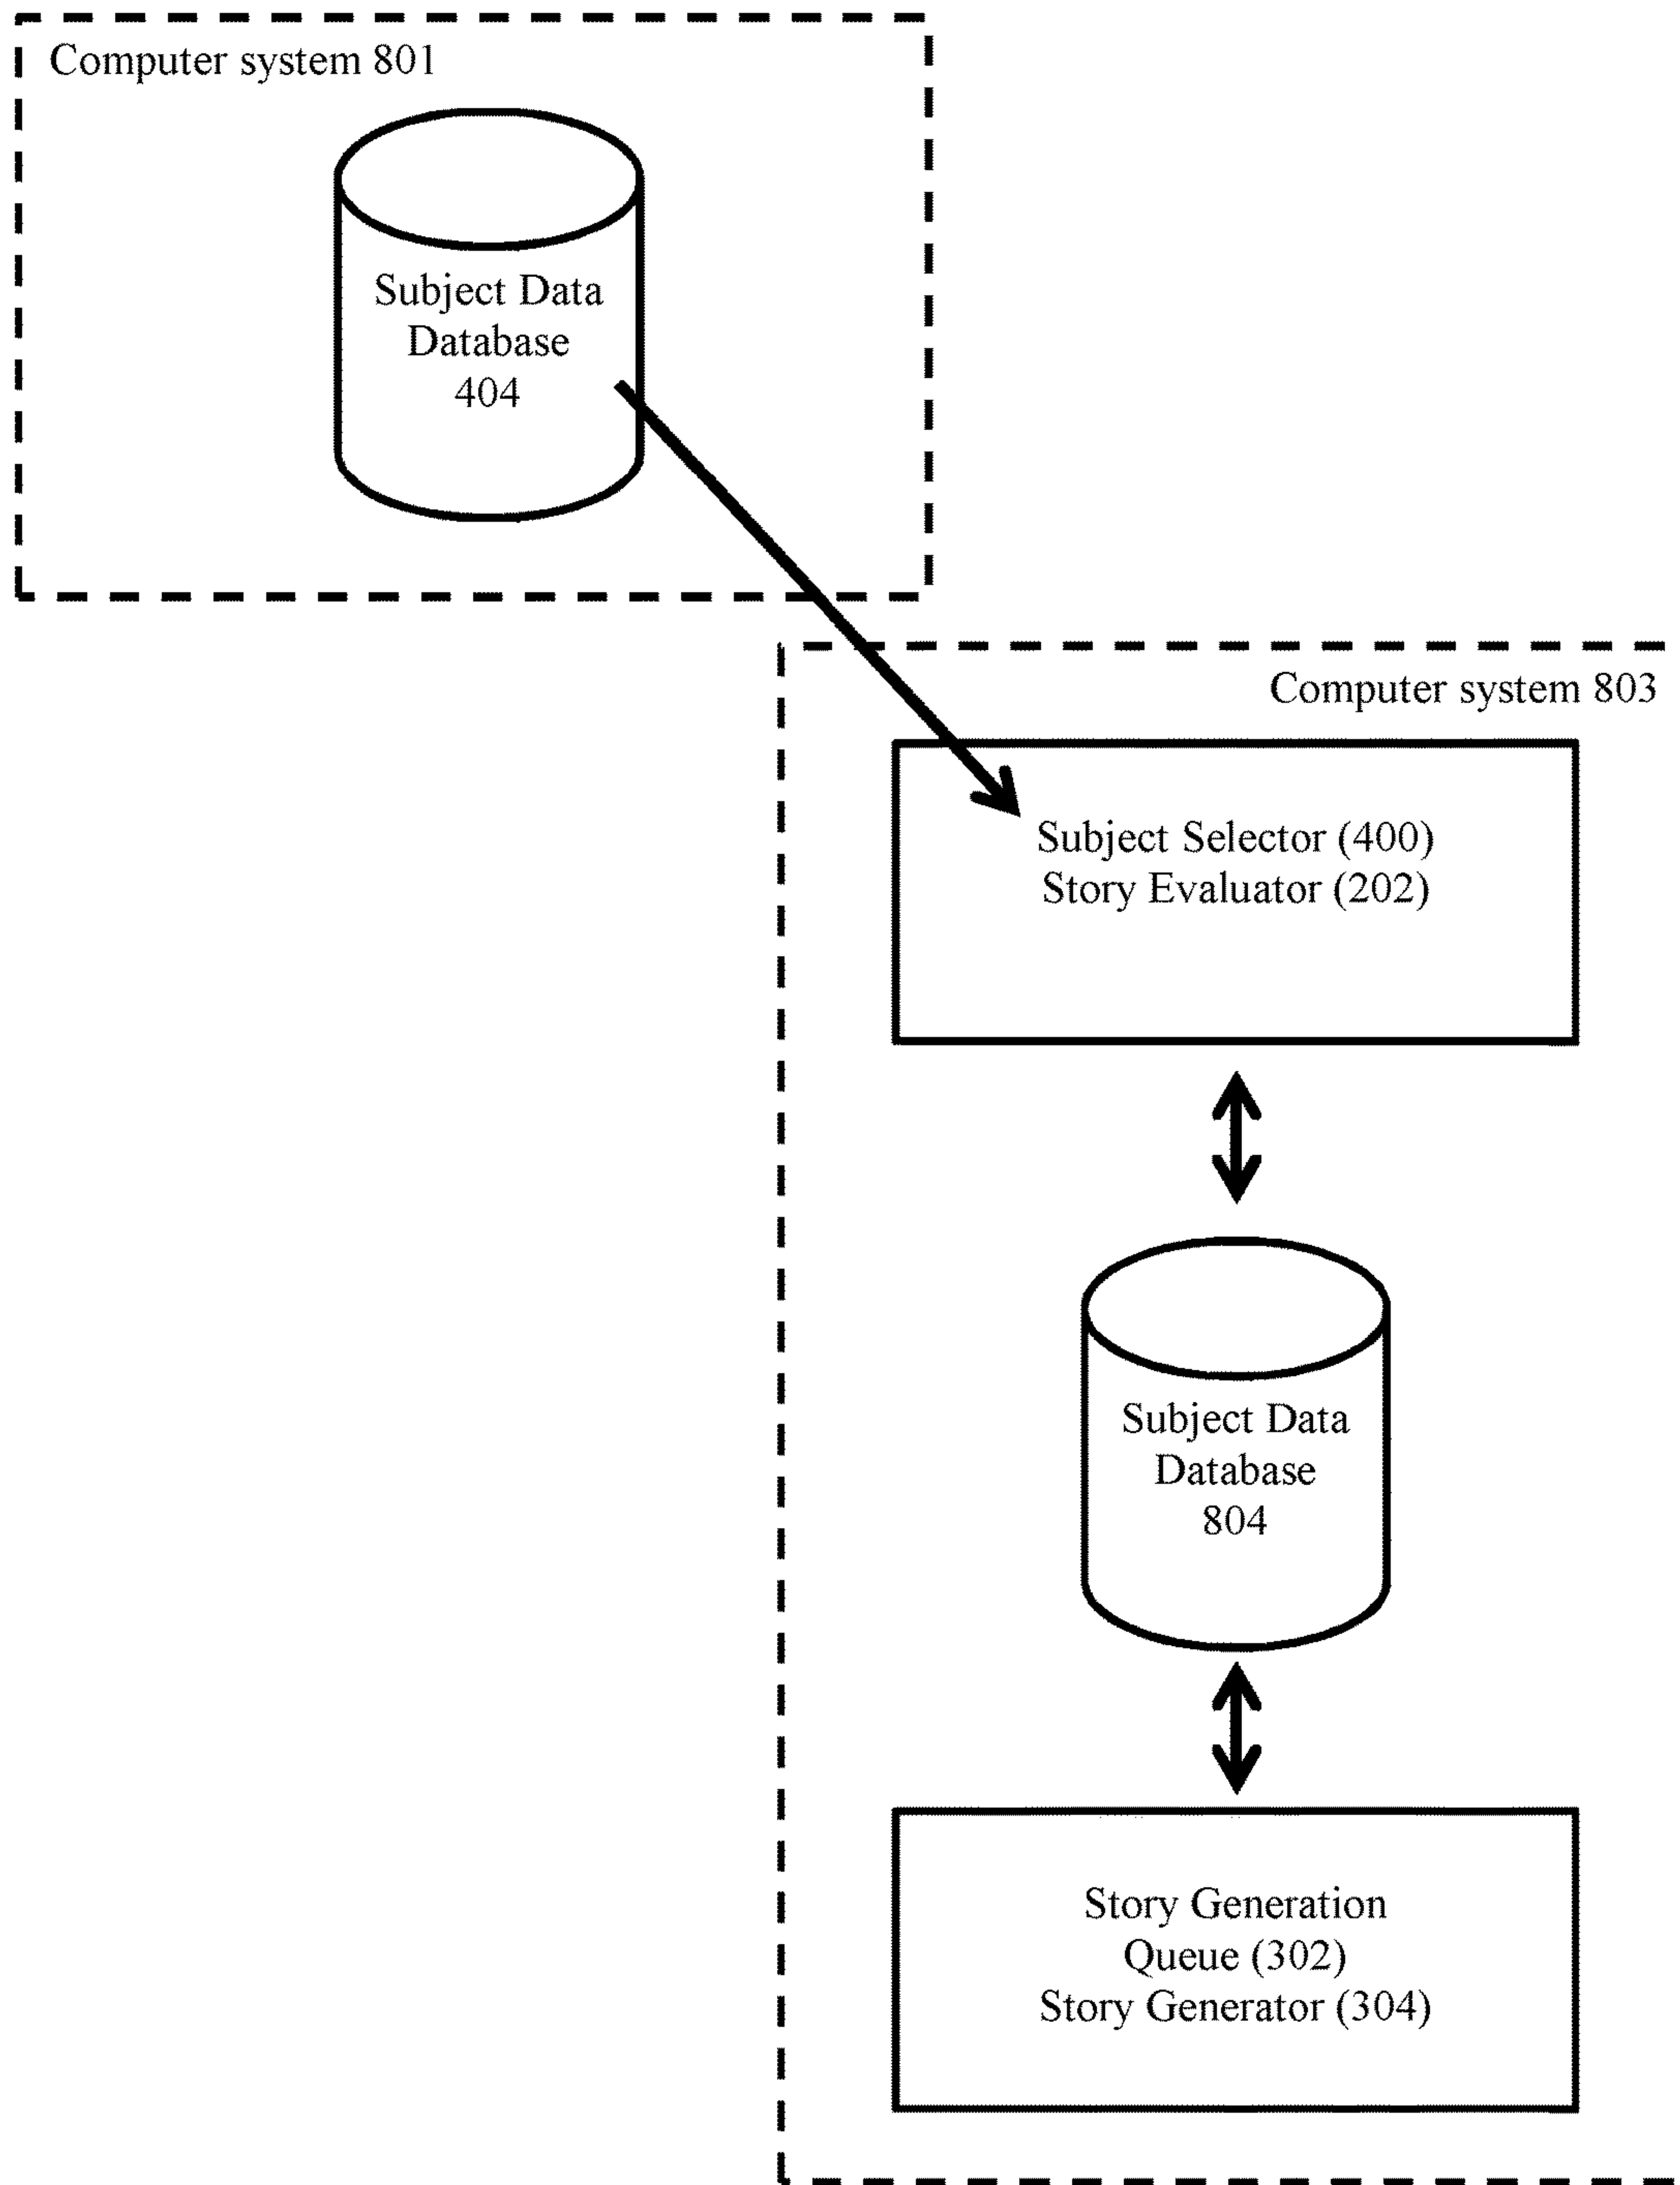 Computer system 801
Subject Data
Database
404
Computer system 803
Subject Selector (400)
Story Evaluator (202)
Subject Data
Database
804
Story Generation
Queue (302)
Story Generator (304)